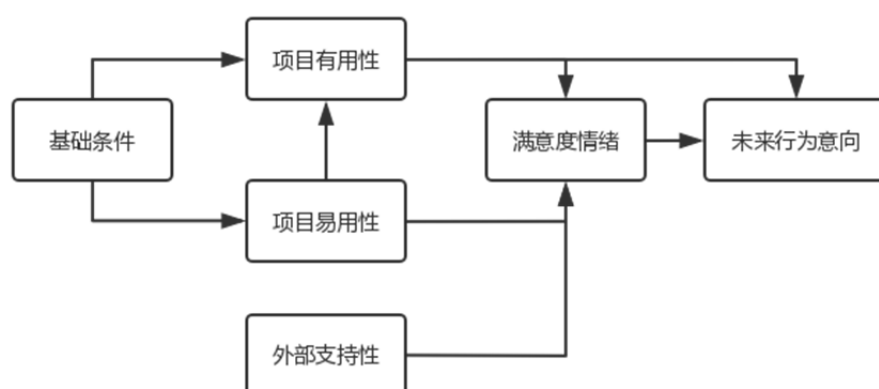 项目有用性
基础条件
满意度情绪
未来行为意向
项目易用性
外部支持性